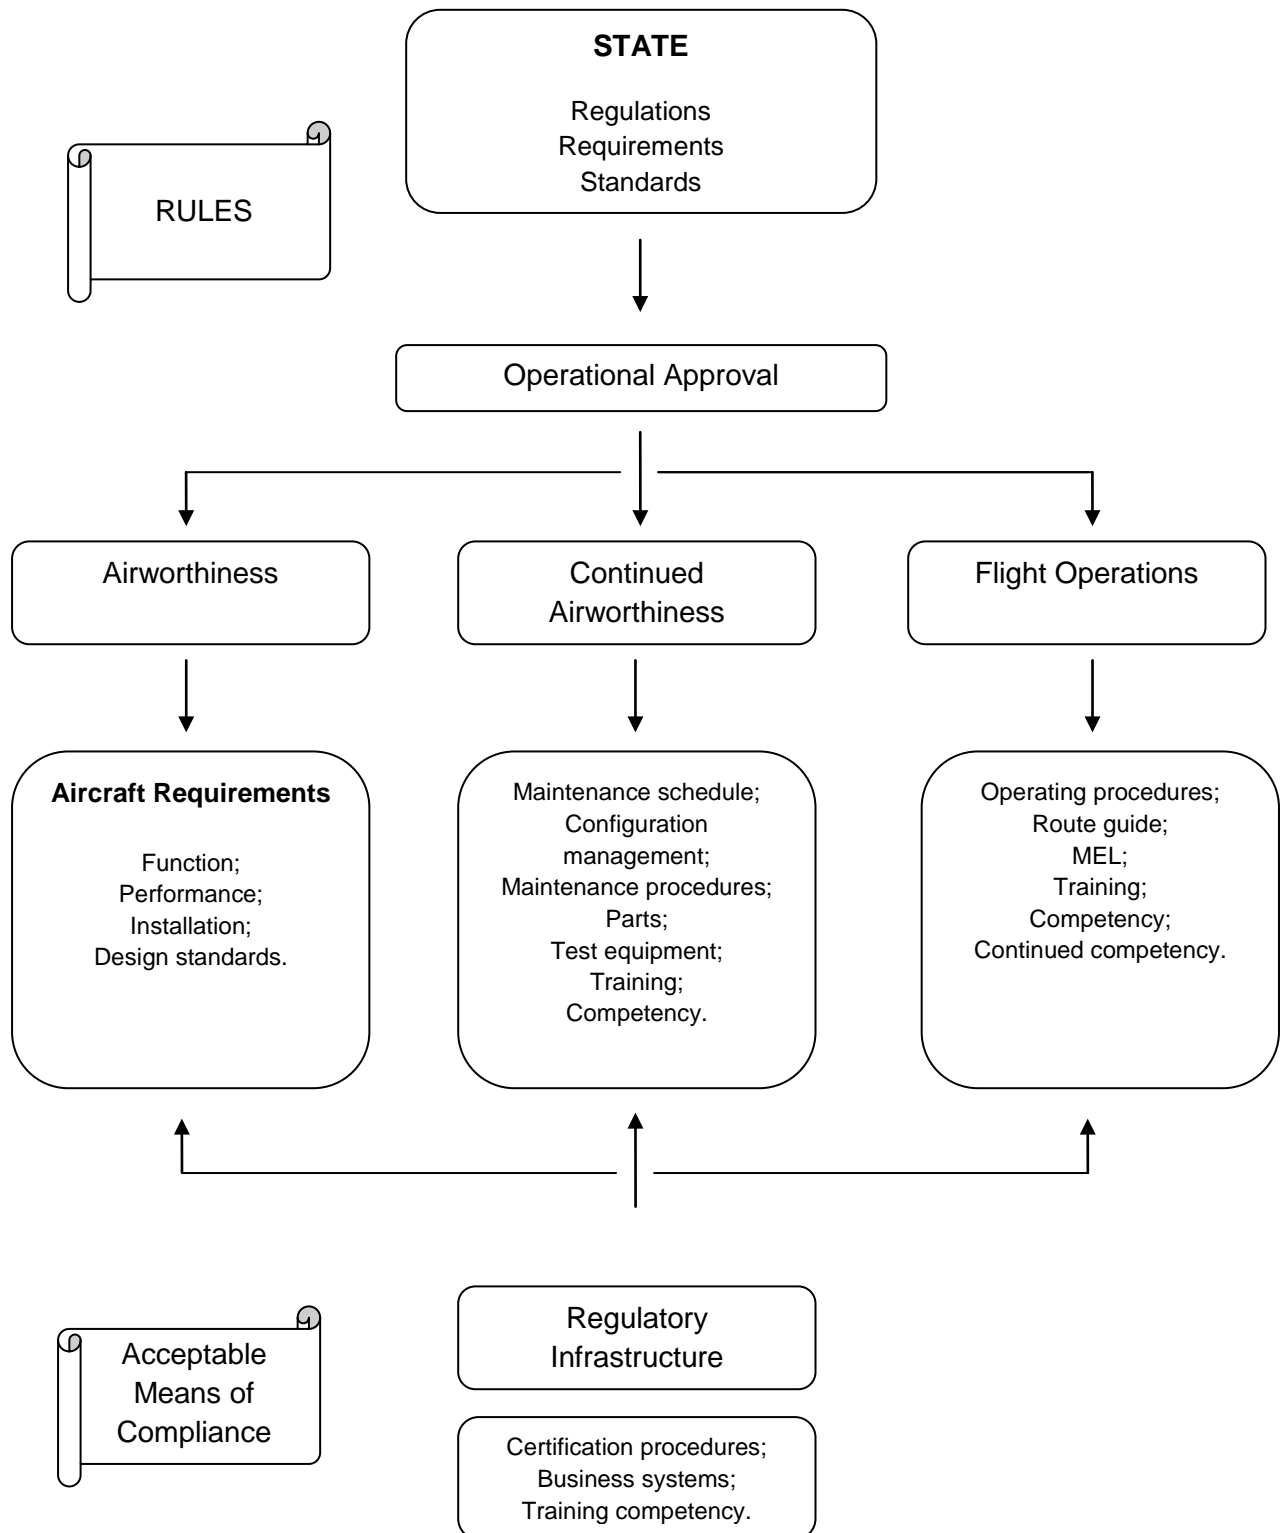 STATE
Regulations
Requirements
Standards
RULES
Operational Approval
Airworthiness
Continued
Airworthiness
Flight Operations
Aircraft Requirements
Function;
Performance;
Installation;
Design standards.
Maintenance schedule;
Configuration
management;
Maintenance procedures;
Parts;
Test equipment;
Training;
Competency.
Operating procedures;
Route guide;
MEL;
Training;
Competency;
Continued competency.
Regulatory
Infrastructure
Acceptable
Means of
Compliance
Certification procedures;
Business systems;
Training competency.